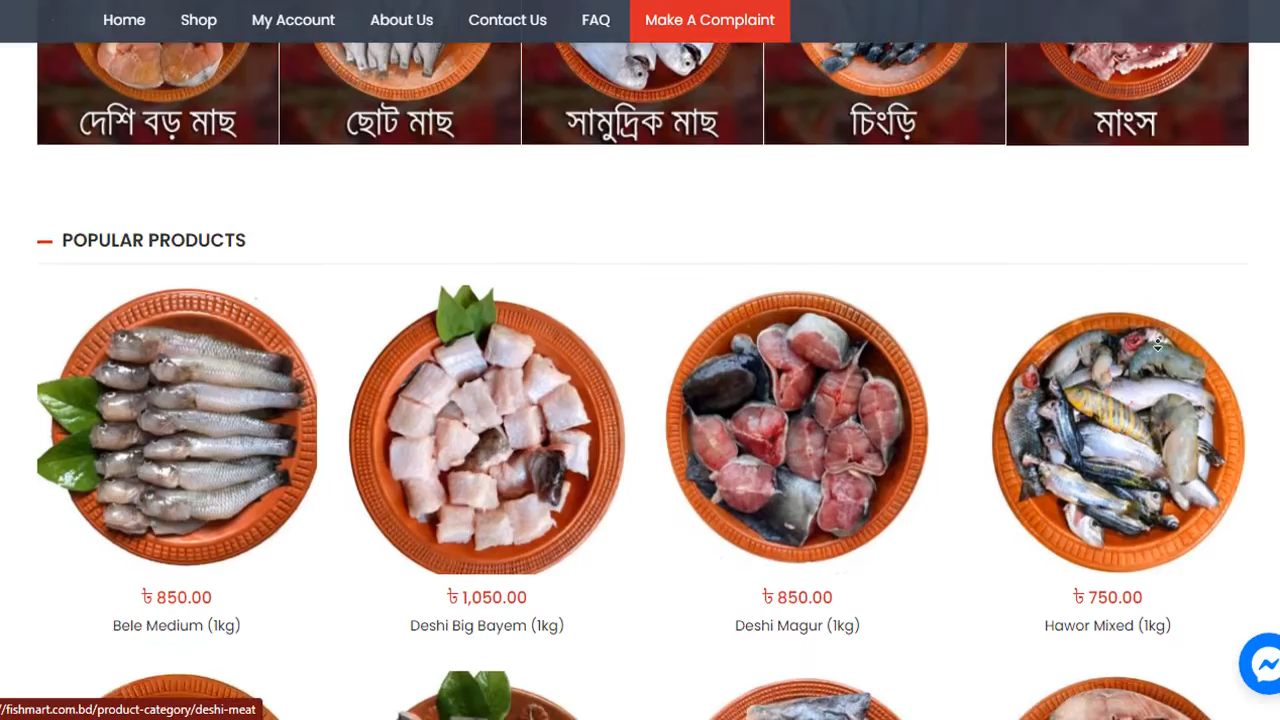 Home Shop My Account About Us Contact Us FAQ Make A Complaint
দেশি বড় মাছ ছোট মাছ সামুদ্রিক মাছ চিংড়ি মাংস
POPULAR PRODUCTS
৳ 850.00 ৳ 1,050.00 ৳ 850.00 ৳ 750.00
Bele Medium (1kg) Deshi Big Bayem (1kg) Deshi Magur (1kg) Hawor Mixed (1kg)
/fishmart.com.bd/product-category/deshi-meat